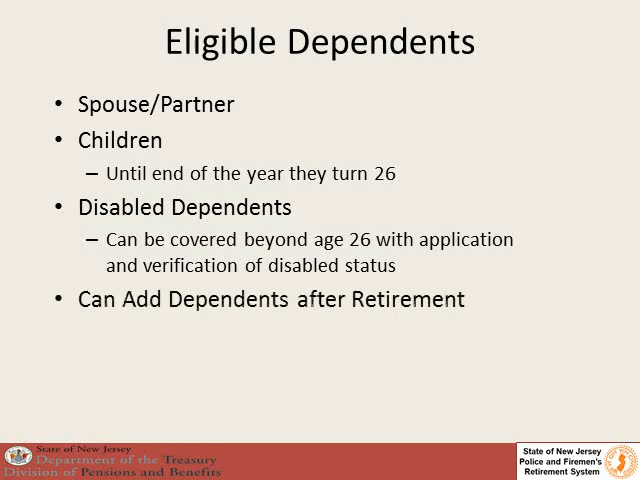 Eligible Dependents
• Spouse/Partner
• Children
– Until end of the year they turn 26
• Disabled Dependents
– Can be covered beyond age 26 with application
and verification of disabled status
• Can Add Dependents after Retirement
State of New Jersey
Department of the Treasury
Division of Pensions and Benefits
State of New Jersey
Police and Firemen's
Retirement System